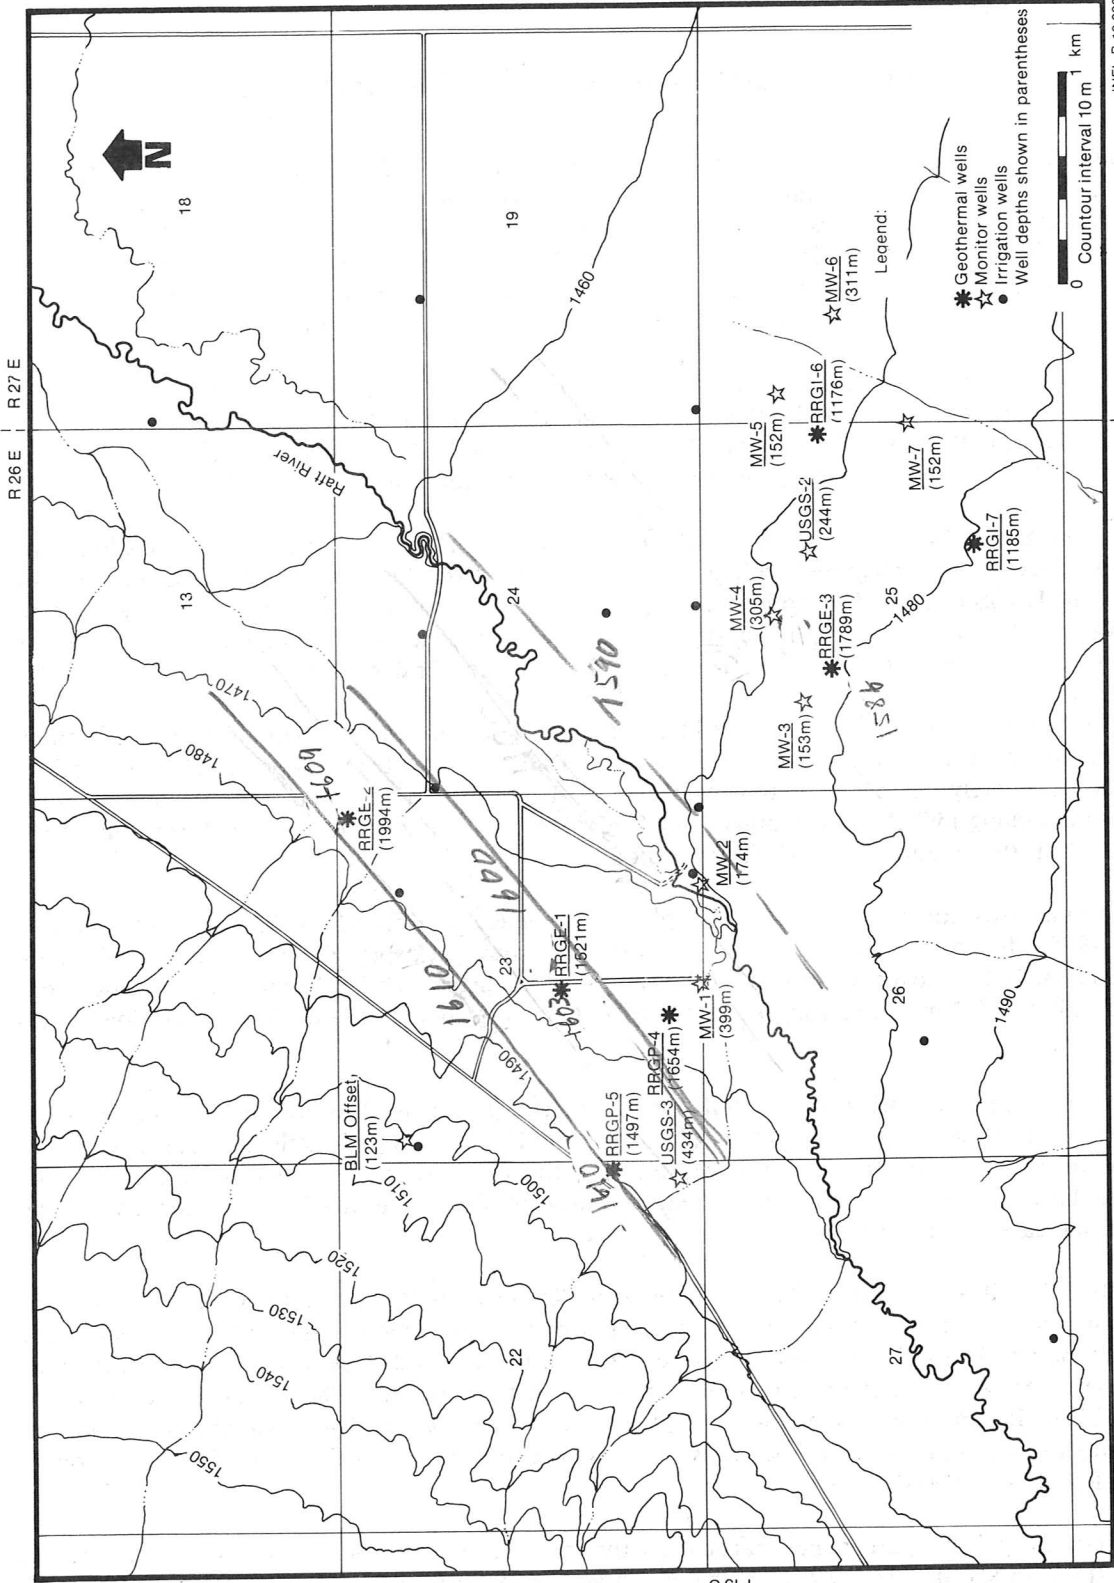 R26 E R27 E
N
18
13
19
24
23
22
25
26
27
Raft River
1460
1470
1480
1490
1500
1510
1520
1530
1540
1550
1480
1490
BLM Offset
(123m)
RRGE-2
(1994m)
RRGE-1
(1521m)
RRGP-5
(1497m)
RRGP-4
(1654m)
USGS-3
(434m)
MW-1
(399m)
MW-2
(174m)
MW-3
(153m)
MW-4
(305m)
RRGE-3
(1789m)
USGS-2
(244m)
MW-5
(152m)
RRGI-6
(1176m)
MW-6
(311m)
MW-7
(152m)
RRGI-7
(1185m)
1604
1610
1600
1603
1610
1590
Legend:
Geothermal wells
Monitor wells
Irrigation wells
Well depths shown in parentheses
0 1 km
Countour interval 10 m